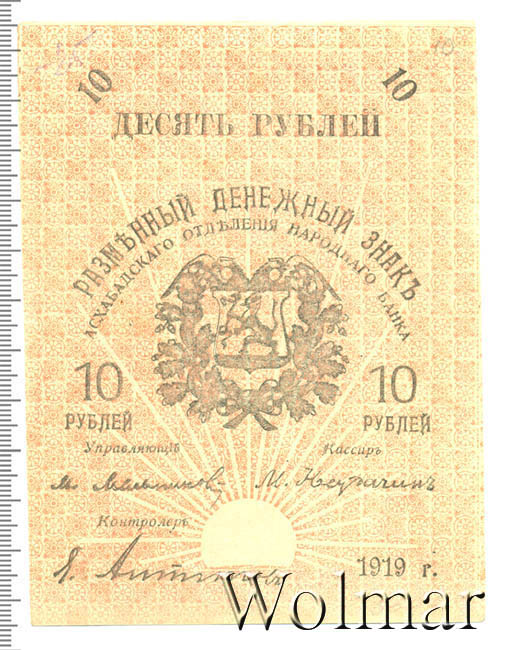 10 10
ДЕСЯТЬ РУБЛЕЙ
РАЗМѢННЫЙ ДЕНЕЖНЫЙ ЗНАКЪ
АСХАБАДСКАГО ОТДѢЛЕНІЯ НАРОДНАГО БАНКА
10 10
РУБЛЕЙ РУБЛЕЙ
Управляющій Кассиръ
М. Мельниковъ М.
Контролеръ
1919 г.
Wolmar